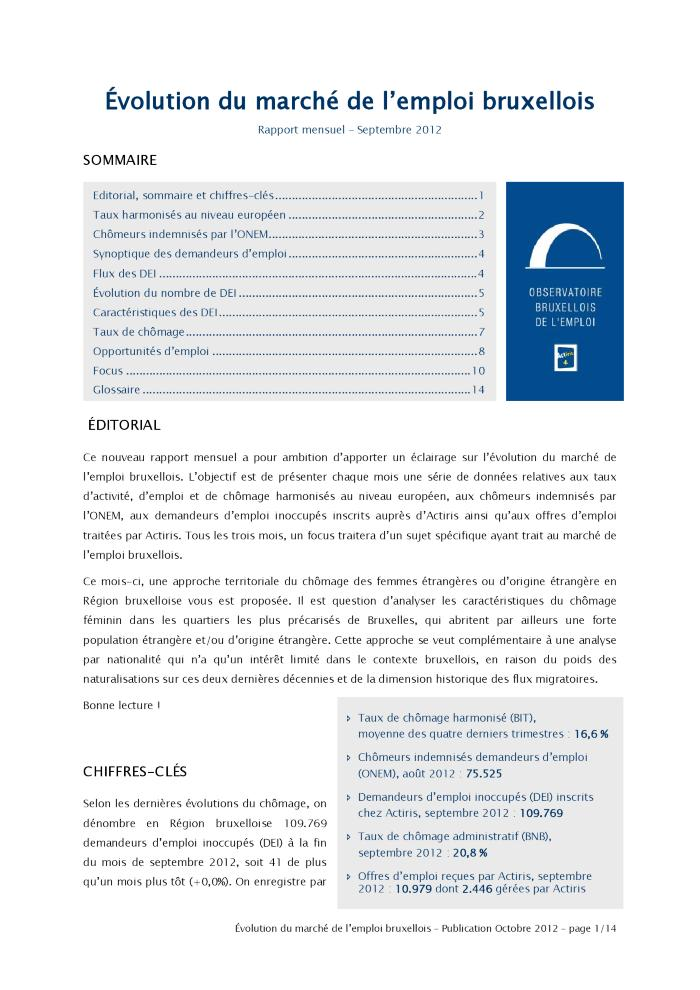 Évolution du marché de l'emploi bruxellois
Rapport mensuel – Septembre 2012
SOMMAIRE
Editorial, sommaire et chiffres-clés.............................................................1
Taux harmonisés au niveau européen .........................................................2
Chômeurs indemnisés par l'ONEM...............................................................3
Synoptique des demandeurs d'emploi.........................................................4
Flux des DEI ................................................................................................4
Évolution du nombre de DEI........................................................................5
Caractéristiques des DEI..............................................................................5
Taux de chômage........................................................................................7
Opportunités d'emploi ................................................................................8
Focus ........................................................................................................10
Glossaire ...................................................................................................14
OBSERVATOIRE
BRUXELLOIS
DE L'EMPLOI
Actiris
ÉDITORIAL
Ce nouveau rapport mensuel a pour ambition d'apporter un éclairage sur l'évolution du marché de
l'emploi bruxellois. L'objectif est de présenter chaque mois une série de données relatives aux taux
d'activité, d'emploi et de chômage harmonisés au niveau européen, aux chômeurs indemnisés par
l'ONEM, aux demandeurs d'emploi inoccupés inscrits auprès d'Actiris ainsi qu'aux offres d'emploi
traitées par Actiris. Tous les trois mois, un focus traitera d'un sujet spécifique ayant trait au marché de
l'emploi bruxellois.
Ce mois-ci, une approche territoriale du chômage des femmes étrangères ou d'origine étrangère en
Région bruxelloise vous est proposée. Il est question d'analyser les caractéristiques du chômage
féminin dans les quartiers les plus précarisés de Bruxelles, qui abritent par ailleurs une forte
population étrangère et/ou d'origine étrangère. Cette approche se veut complémentaire à une analyse
par nationalité qui n'a qu'un intérêt limité dans le contexte bruxellois, en raison du poids des
naturalisations sur ces deux dernières décennies et de la dimension historique des flux migratoires.
Bonne lecture !
CHIFFRES-CLÉS
Selon les dernières évolutions du chômage, on
dénombre en Région bruxelloise 109.769
demandeurs d'emploi inoccupés (DEI) à la fin
du mois de septembre 2012, soit 41 de plus
qu'un mois plus tôt (+0,0%). On enregistre par
Taux de chômage harmonisé (BIT),
moyenne des quatre derniers trimestres : 16,6 %
Chômeurs indemnisés demandeurs d'emploi
(ONEM), août 2012 : 75.525
Demandeurs d'emploi inoccupés (DEI) inscrits
chez Actiris, septembre 2012 : 109.769
Taux de chômage administratif (BNB),
septembre 2012 : 20,8 %
Offres d'emploi reçues par Actiris, septembre
2012 : 10.979 dont 2.446 gérées par Actiris
Évolution du marché de l'emploi bruxellois – Publication Octobre 2012 – page 1/14